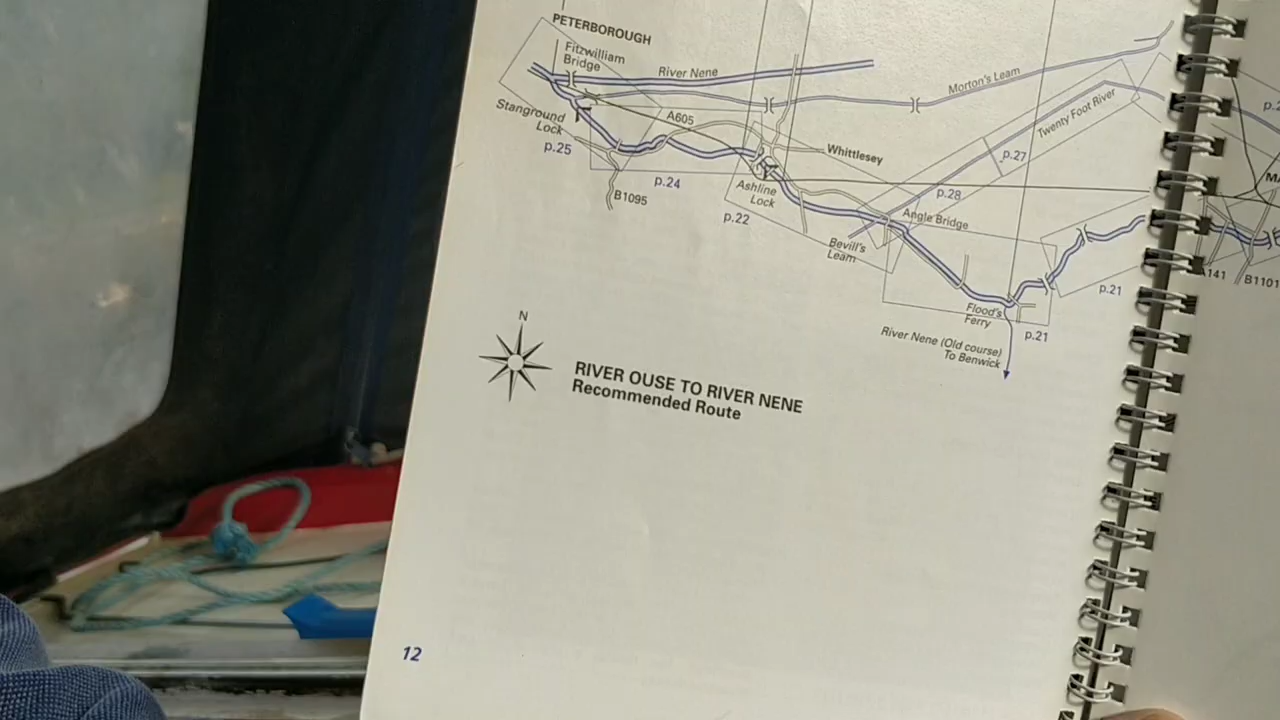 PETERBOROUGH
Fitzwilliam
Bridge
River Nene
Morton's Leam
Twenty Foot River
Stanground
Lock
A605
p.25
Whittlesey
p.27
p.24
Ashline
Lock
p.28
B1095
p.22
Angle Bridge
Bevill's
Leam
A141
B1101
p.21
Flood's
Ferry
p.21
River Nene (Old course)
To Benwick
N
RIVER OUSE TO RIVER NENE
Recommended Route
12